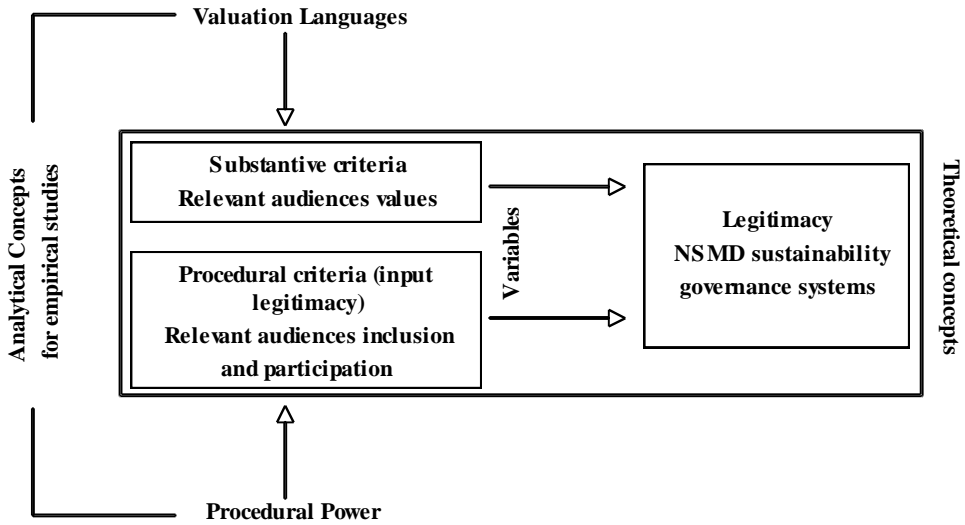 Valuation Languages
Analytical Concepts
for empirical studies
Substantive criteria
Relevant audiences values
Procedural criteria (input
legitimacy)
Relevant audiences inclusion
and participation
Variables
Legitimacy
NSMD sustainability
governance systems
Theoretical concepts
Procedural Power